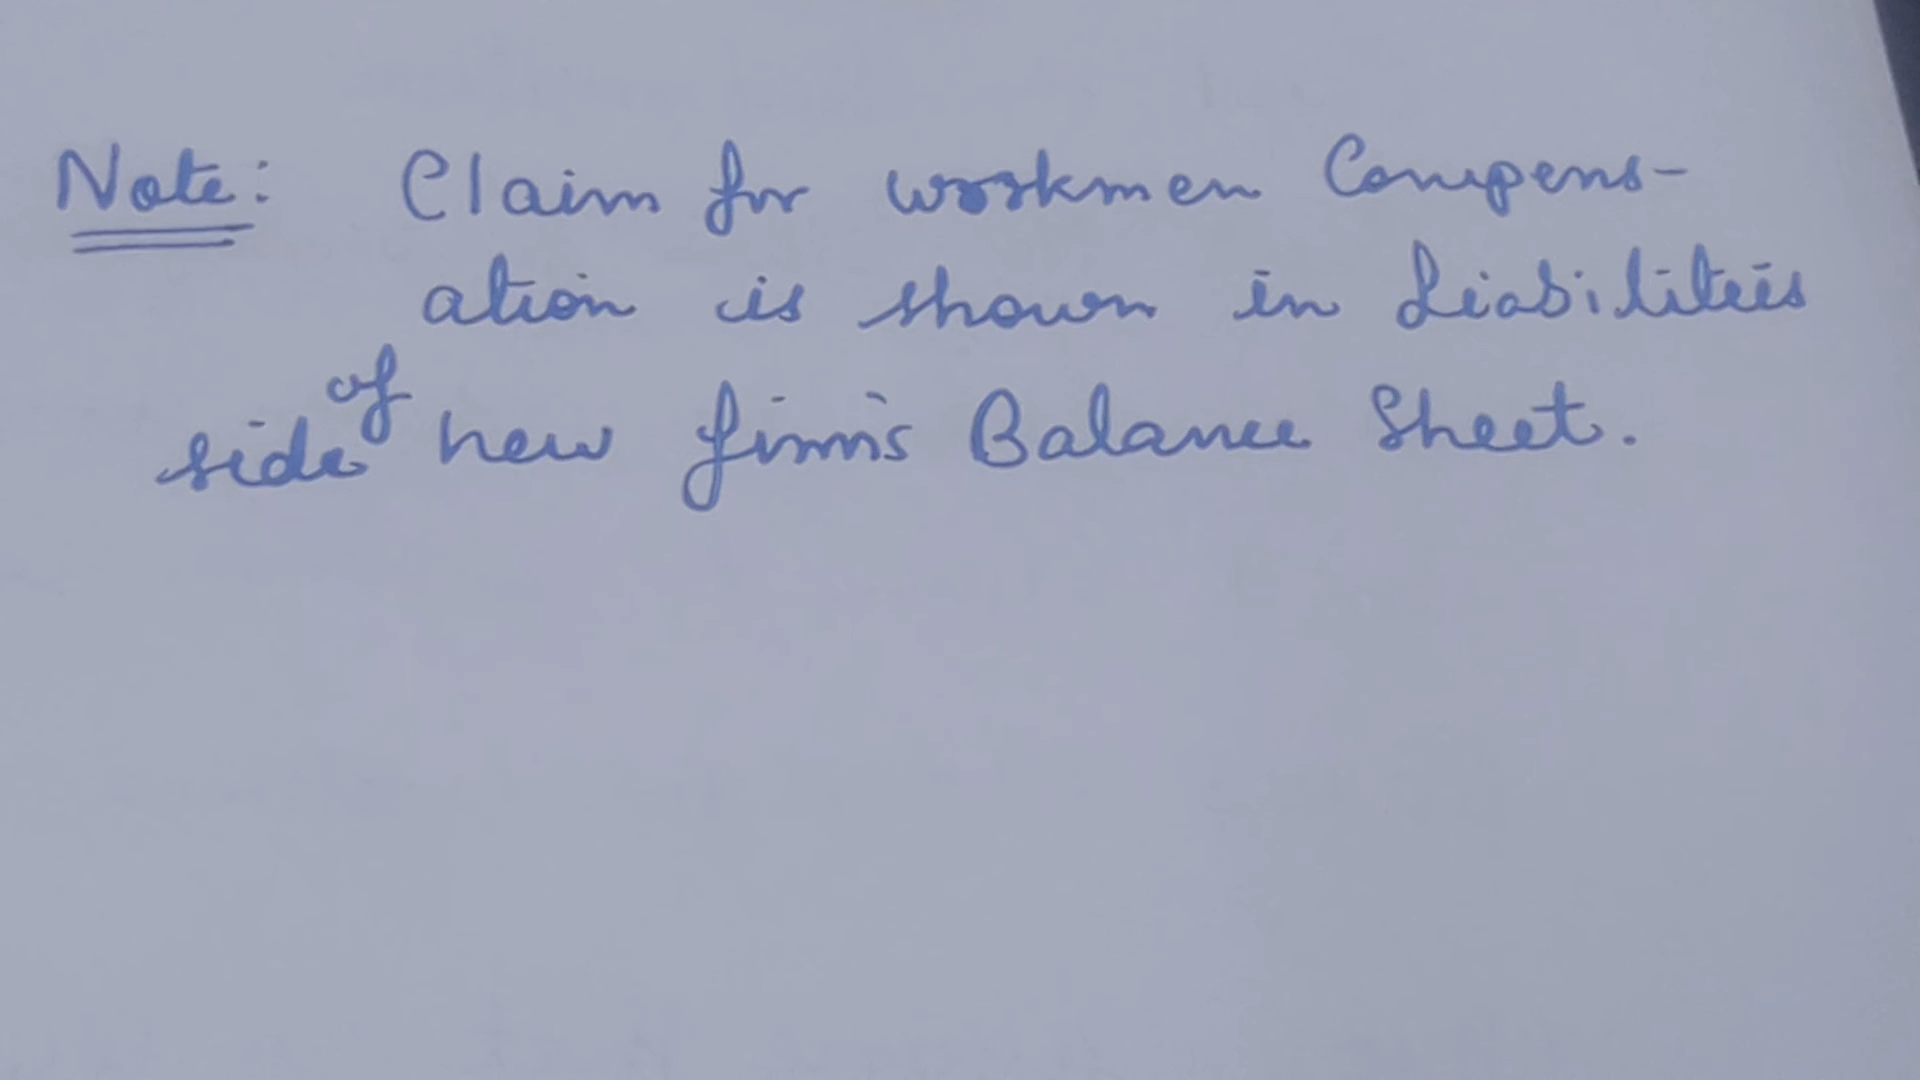 Note: Claim for workmen Compens-
ation is shown in Liabilities
side of new firm's Balance Sheet.